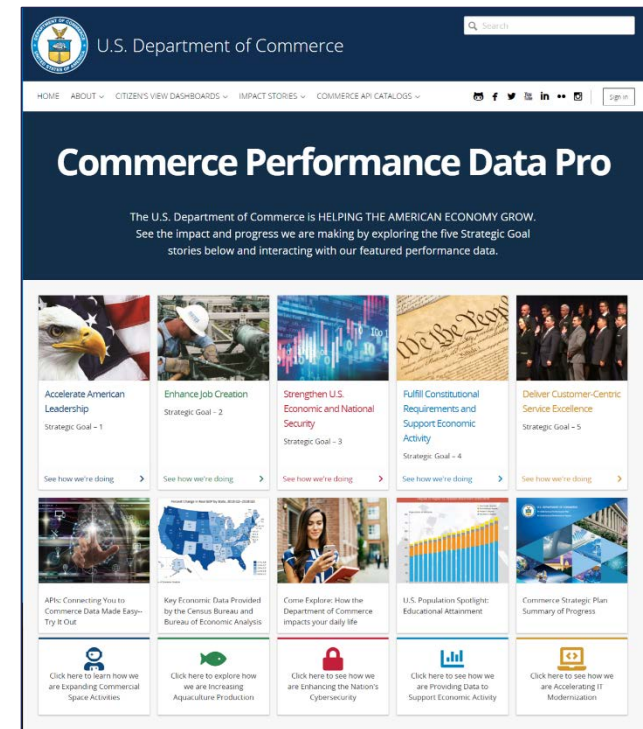 Search
U.S. Department of Commerce
HOME ABOUT CITIZEN'S VIEW DASHBOARDS IMPACT STORIES COMMERCE API CATALOGS Sign In
Commerce Performance Data Pro
The U.S. Department of Commerce is HELPING THE AMERICAN ECONOMY GROW.
See the impact and progress we are making by exploring the five Strategic Goal
stories below and interacting with our featured performance data.
We the People
Accelerate American
Leadership
Strategic Goal – 1
See how we're doing
Enhance Job Creation
Strategic Goal – 2
See how we're doing
Strengthen U.S.
Economic and National
Security
Strategic Goal – 3
See how we're doing
Fulfill Constitutional
Requirements and
Support Economic
Activity
Strategic Goal – 4
See how we're doing
Deliver Customer-Centric
Service Excellence
Strategic Goal – 5
See how we're doing
APIs: Connecting You to
Commerce Data Made Easy--
Try It Out
Key Economic Data Provided
by the Census Bureau and
Bureau of Economic Analysis
Come Explore: How the
Department of Commerce
impacts your daily life
U.S. Population Spotlight:
Educational Attainment
Commerce Strategic Plan
Summary of Progress
Click here to learn how we
are Expanding Commercial
Space Activities
Click here to explore how
we are Increasing
Aquaculture Production
Click here to see how we
are Enhancing the Nation's
Cybersecurity
Click here to see how we
are Providing Data to
Support Economic Activity
Click here to see how we
are Accelerating IT
Modernization